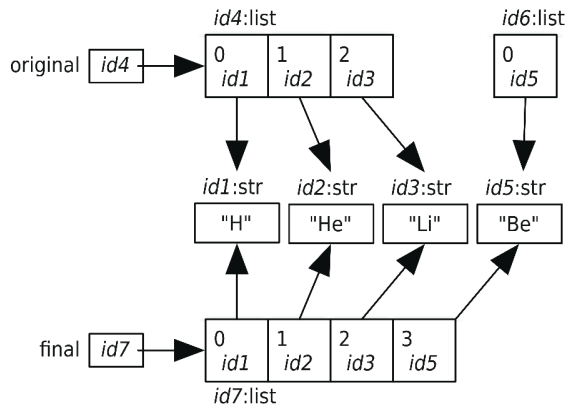 id4:list id6:list
0 1 2 0
original id4 id1 id2 id3 id5
id1:str id2:str id3:str id5:str
"H" "He" "Li" "Be"
0 1 2 3
final id7 id1 id2 id3 id5
id7:list